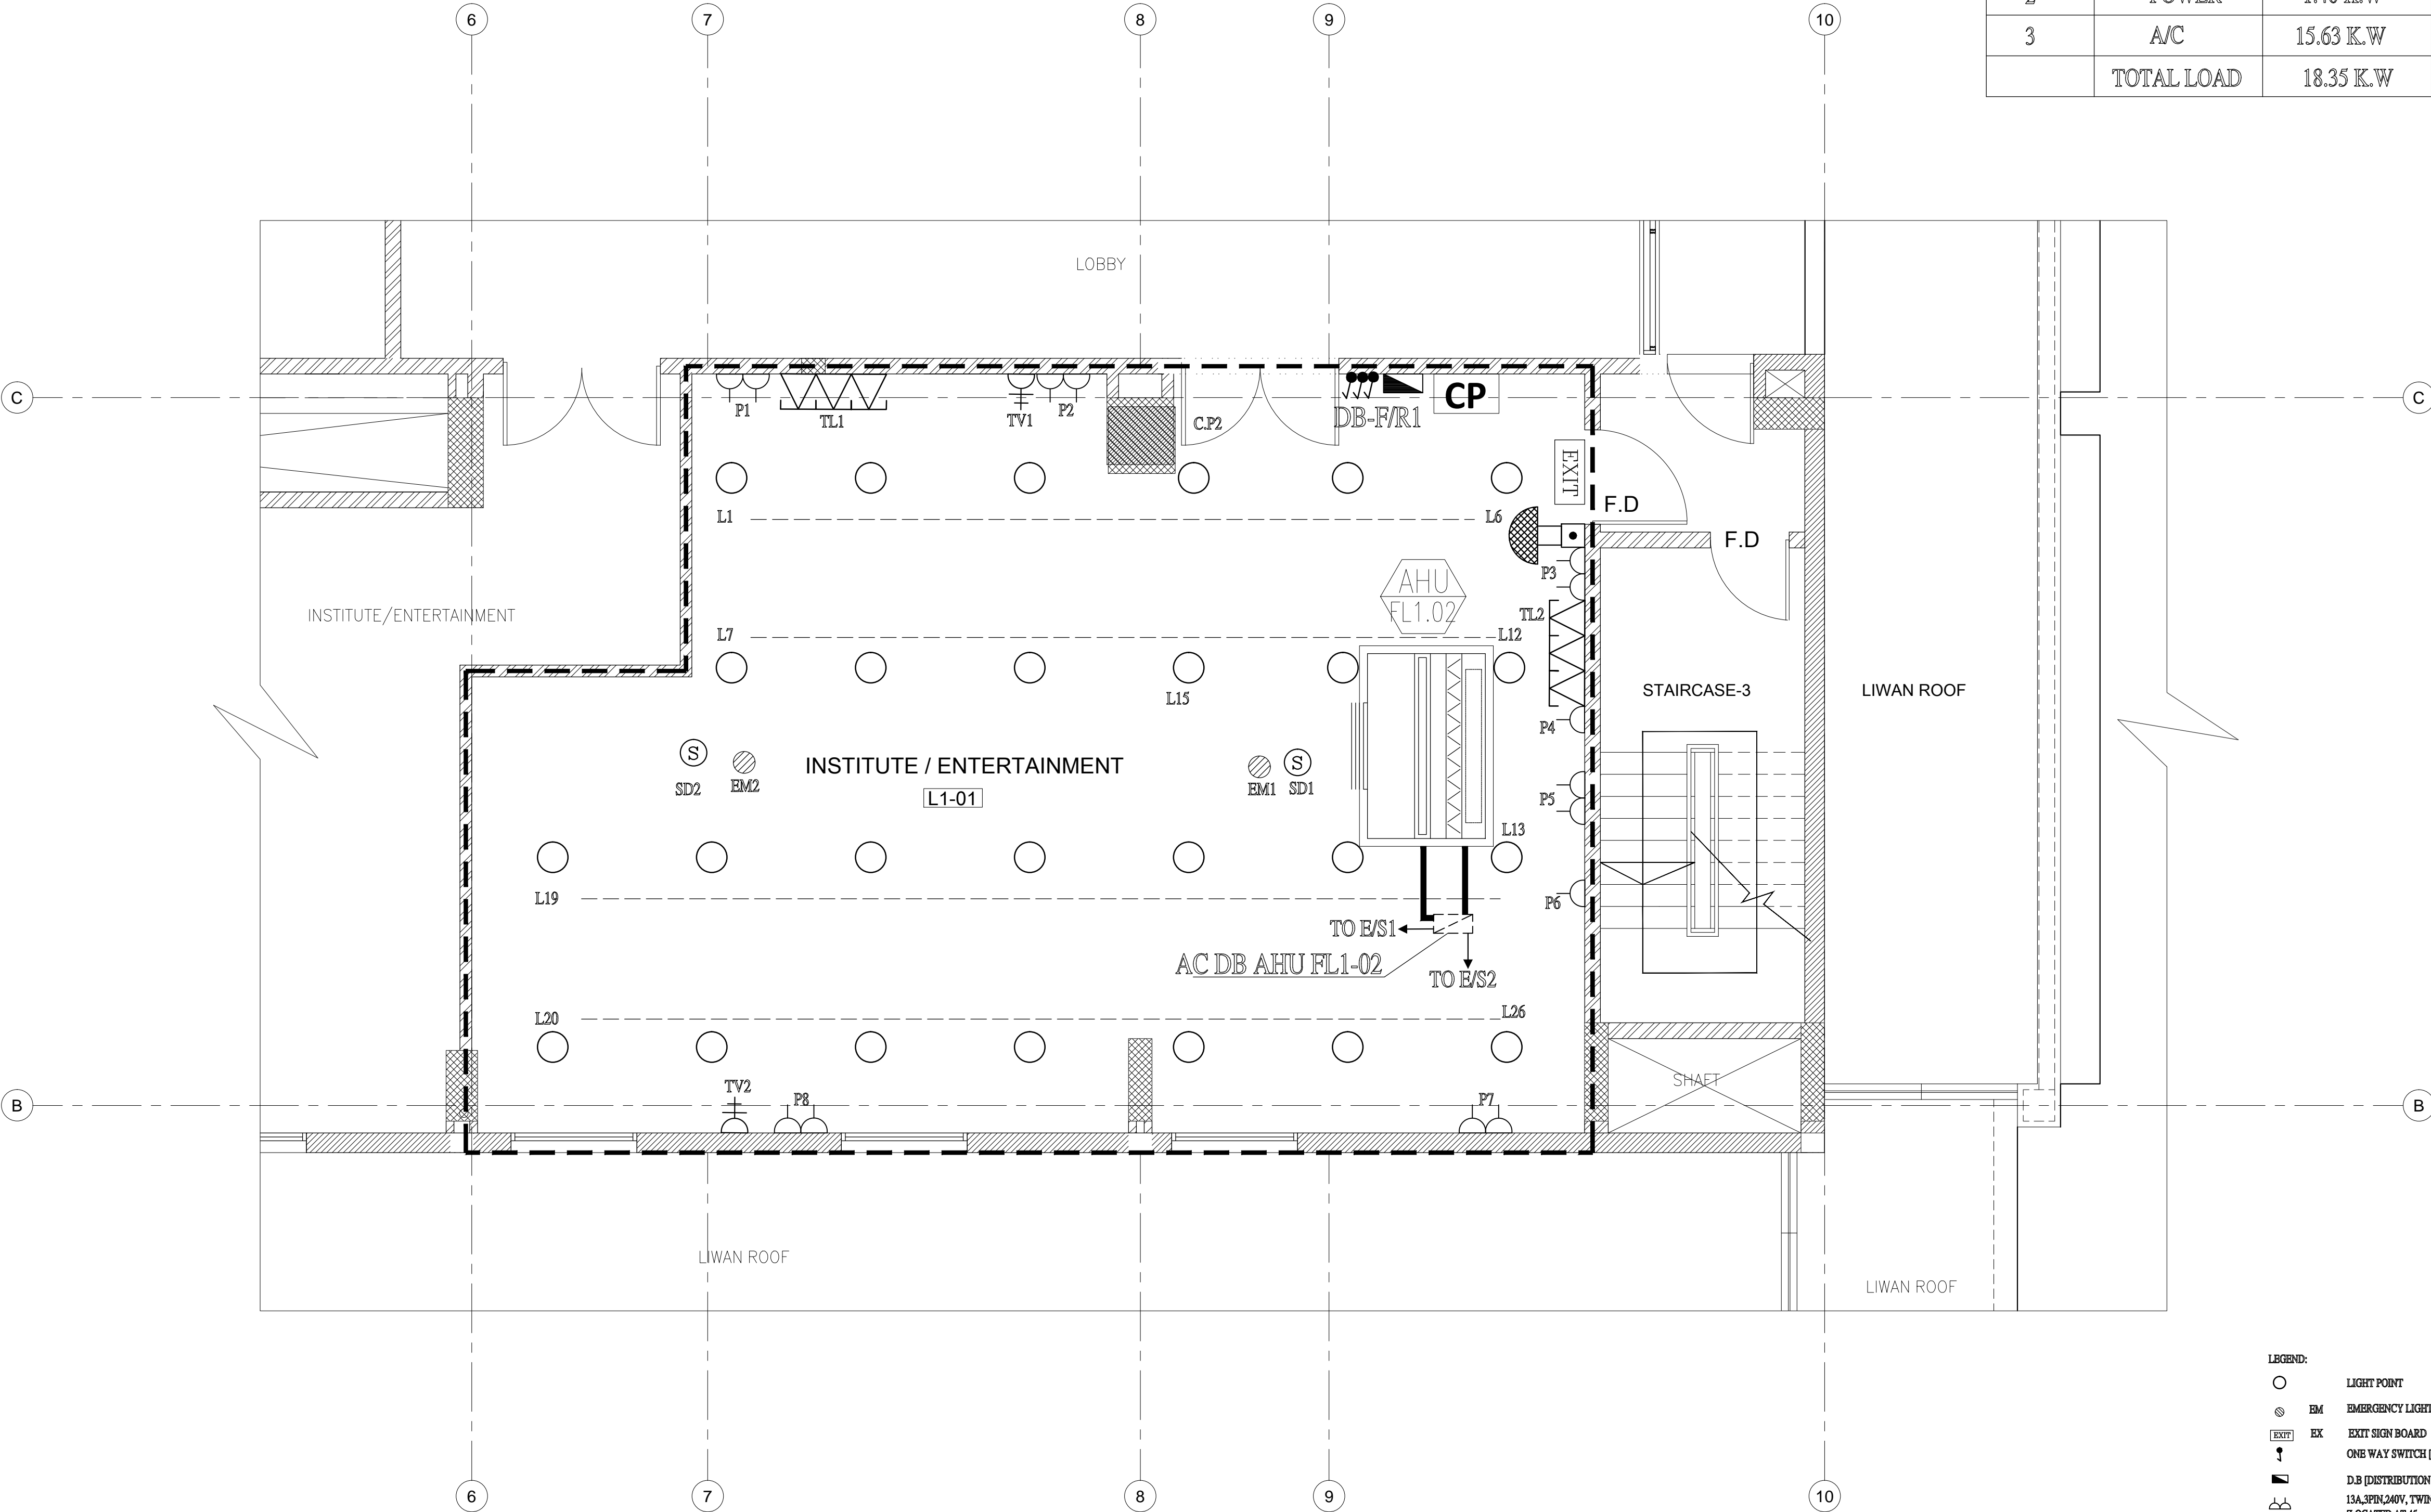 6 7 8 9 10
3 A/C 15.63 K.W
TOTAL LOAD 18.35 K.W
LOBBY
C C
P1 TL1 TV1 P2 C.P2 DB-F/R1 CP
EXIT
F.D
F.D
L1 L6
P3
INSTITUTE/ENTERTAINMENT
AHU
FL1.02
TL2
L7 L12
L15
STAIRCASE-3
LIWAN ROOF
P4
S S
SD2 EM2
INSTITUTE / ENTERTAINMENT
L1-01
EM1 SD1
P5
L13
L19
P6
TO E/S1
AC DB AHU FL1-02
TO E/S2
L20 L26
SHAFT
TV2 P8 P7
B B
LIWAN ROOF
LIWAN ROOF
LEGEND:
LIGHT POINT
EM EMERGENCY LIGHT
EXIT EX EXIT SIGN BOARD
ONE WAY SWITCH [
D.B [DISTRIBUTION
13A,3PIN,240V,
6 7 8 9 10